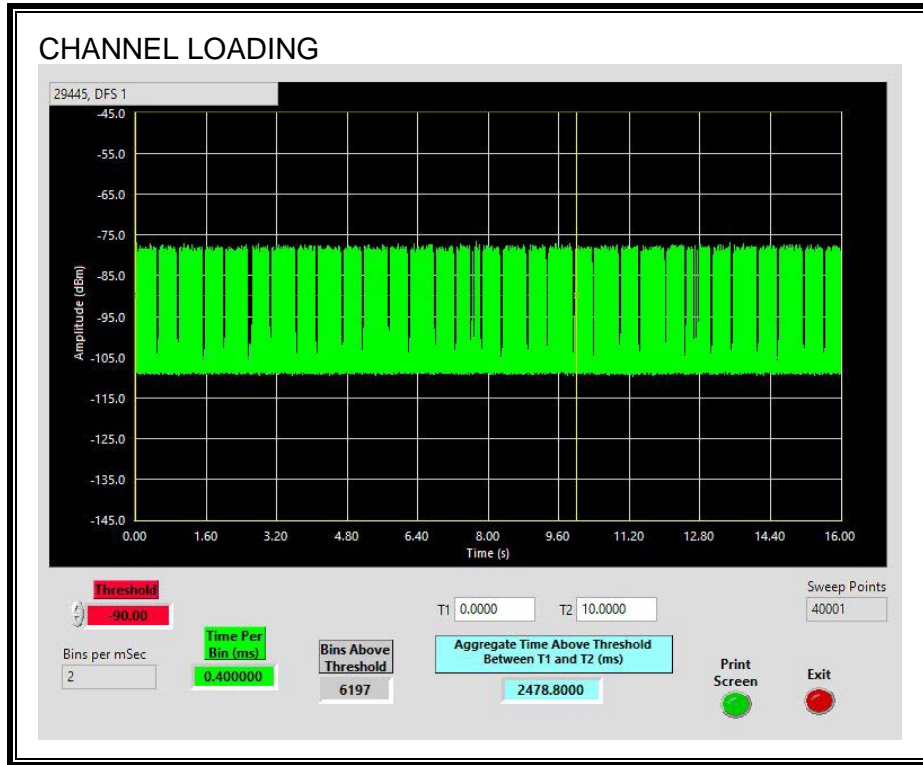 CHANNEL LOADING
29445, DFS 1
-45.0
-55.0
-65.0
-75.0
-85.0
-95.0
-105.0
-115.0
-125.0
-135.0
-145.0
Amplitude (dBm)
0.00 1.60 3.20 4.80 6.40 8.00 9.60 11.20 12.80 14.40 16.00
Time (s)
Threshold
-90.00
Bins per mSec
2
Time Per
Bin (ms)
0.400000
Bins Above
Threshold
6197
T1 0.0000 T2 10.0000
Aggregate Time Above Threshold
Between T1 and T2 (ms)
2478.8000
Sweep Points
40001
Print
Screen
Exit